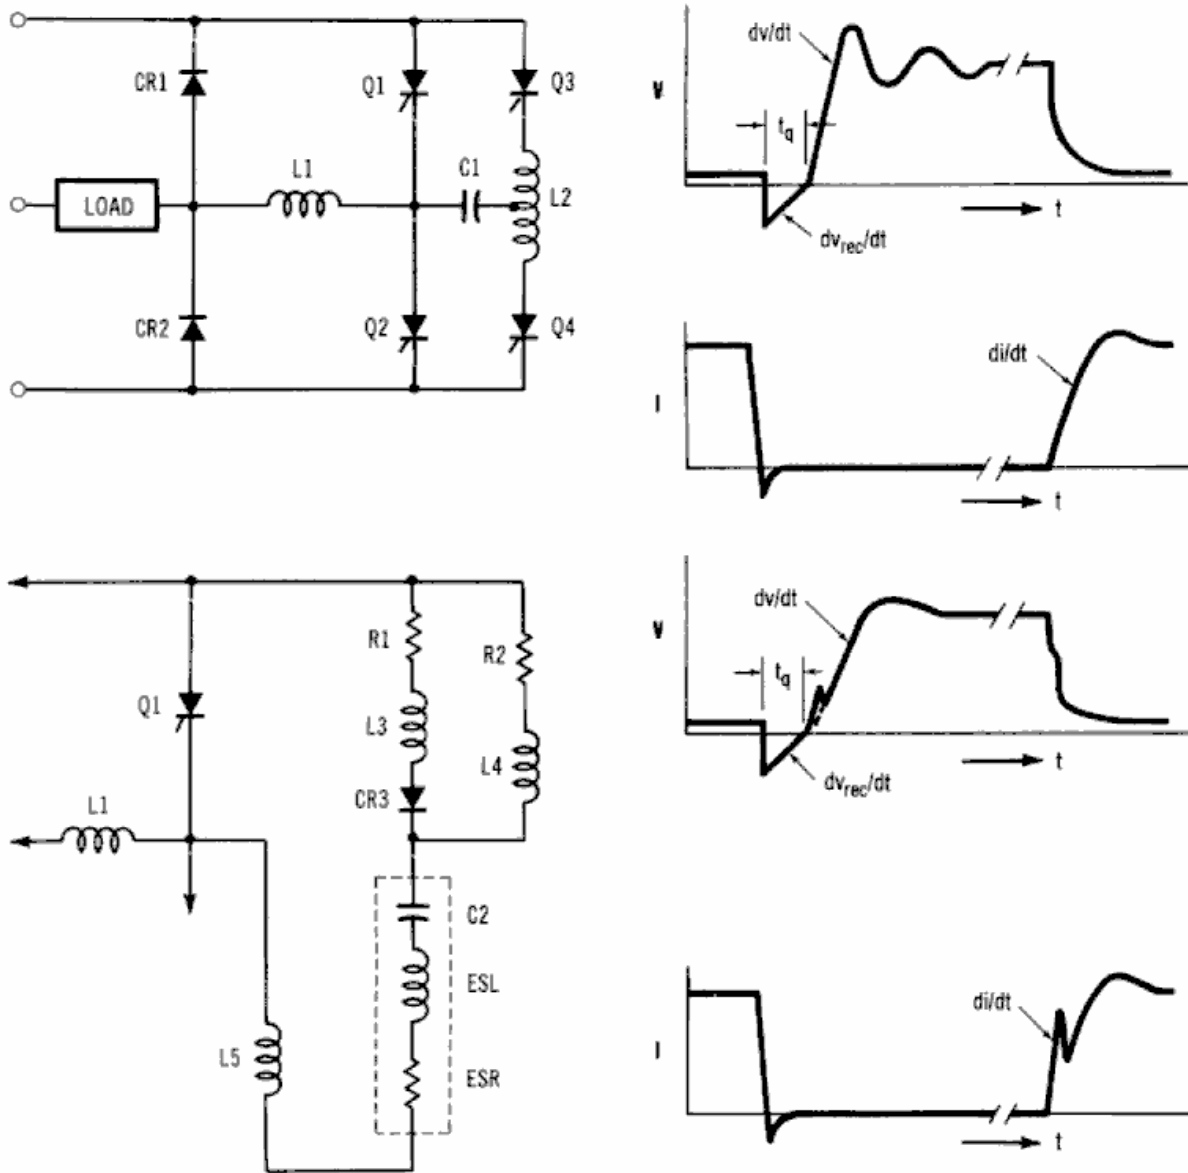 CR1
Q1
Q3
L1
C1
L2
LOAD
CR2
Q2
Q4
V
dv/dt
tq
dvrec/dt
t
I
di/dt
t
R1
R2
Q1
L3
L4
CR3
L1
C2
ESL
L5
ESR
V
dv/dt
tq
dvrec/dt
t
I
di/dt
t